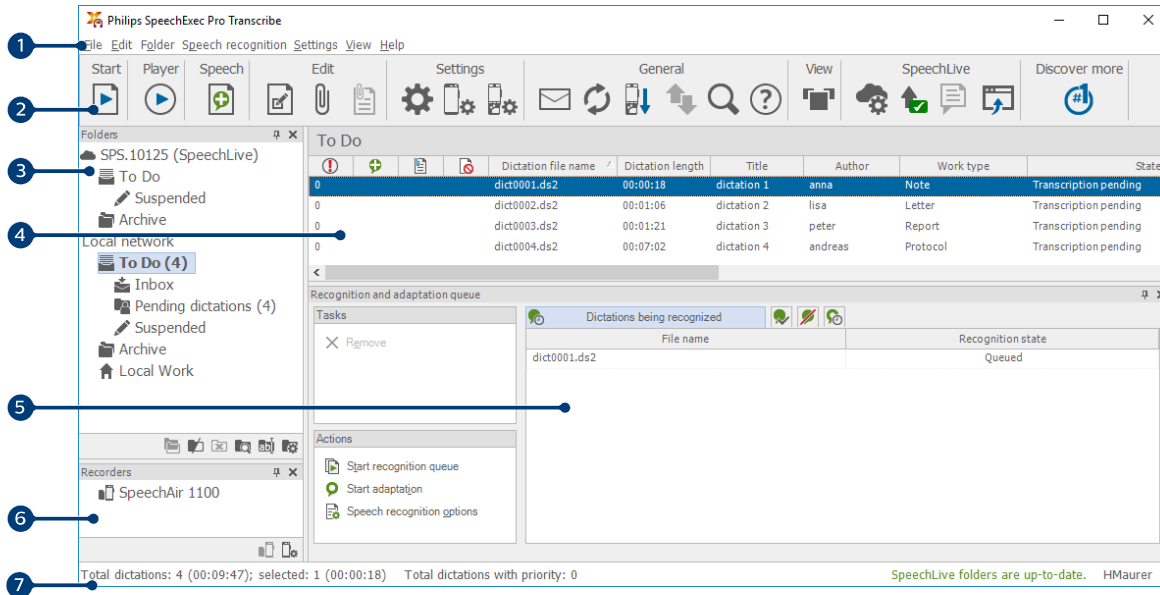 Philips SpeechExec Pro Transcribe
1
File Edit Folder Speech recognition Settings View Help
Start Player Speech Edit Settings General View SpeechLive Discover more
2
#1
Folders
To Do
SPS.10125 (SpeechLive)
3
To Do
Dictation file name Dictation length Title Author Work type State
Suspended
0 dict0001.ds2 00:00:18 dictation 1 anna Note Transcription pending
0 dict0002.ds2 00:01:06 dictation 2 lisa Letter Transcription pending
Archive
4
0 dict0003.ds2 00:01:21 dictation 3 peter Report Transcription pending
Local network
0 dict0004.ds2 00:07:02 dictation 4 andreas Protocol Transcription pending
To Do (4)
Inbox
Pending dictations (4)
Suspended
Archive
Local Work
Recognition and adaptation queue
Tasks
Remove
Dictations being recognized
File name Recognition state
dict0001.ds2 Queued
5
Actions
Start recognition queue
Start adaptation
Speech recognition options
Recorders
SpeechAir 1100
6
Total dictations: 4 (00:09:47); selected: 1 (00:00:18) Total dictations with priority: 0 SpeechLive folders are up-to-date. HMaurer
7